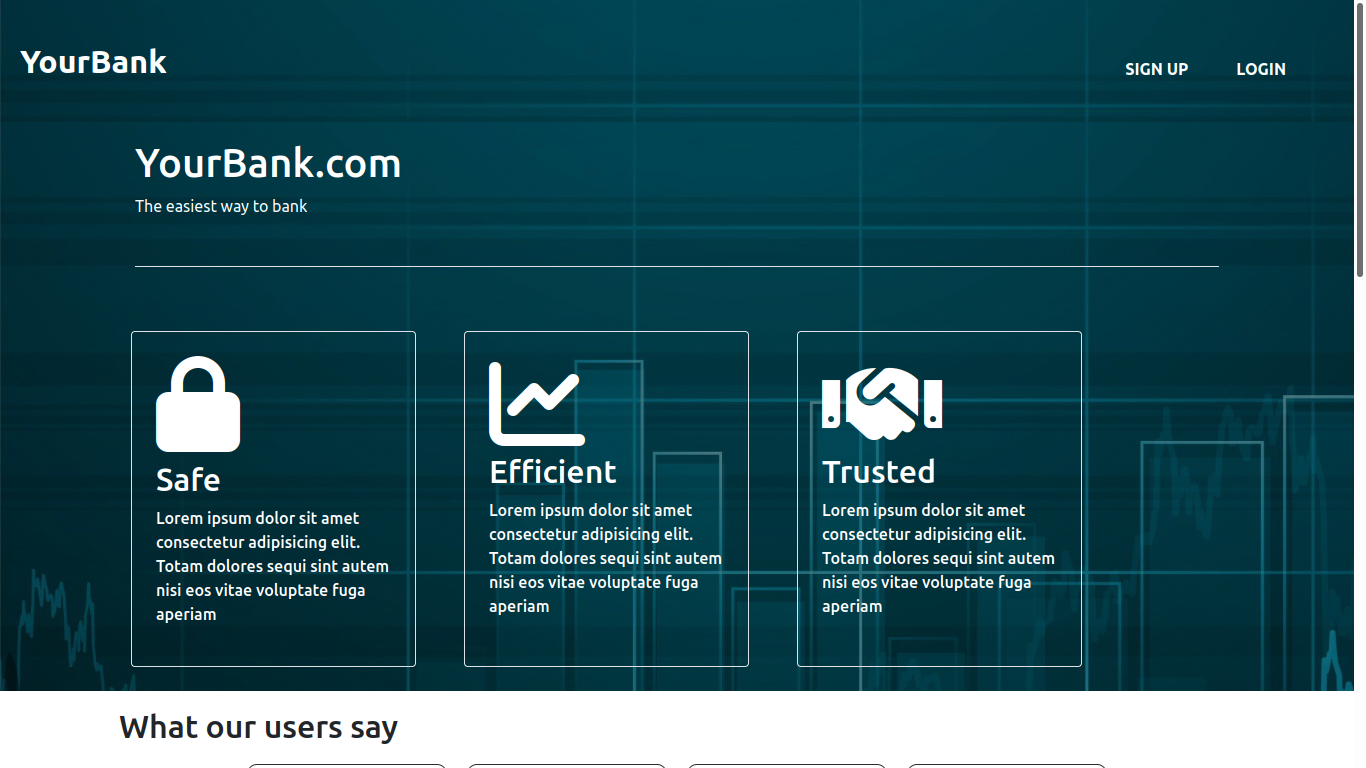 YourBank
SIGN UP
LOGIN
YourBank.com
The easiest way to bank
Safe
Lorem ipsum dolor sit amet
consectetur adipisicing elit.
Totam dolores sequi sint autem
nisi eos vitae voluptate fuga
aperiam
Efficient
Lorem ipsum dolor sit amet
consectetur adipisicing elit.
Totam dolores sequi sint autem
nisi eos vitae voluptate fuga
aperiam
Trusted
Lorem ipsum dolor sit amet
consectetur adipisicing elit.
Totam dolores sequi sint autem
nisi eos vitae voluptate fuga
aperiam
What our users say